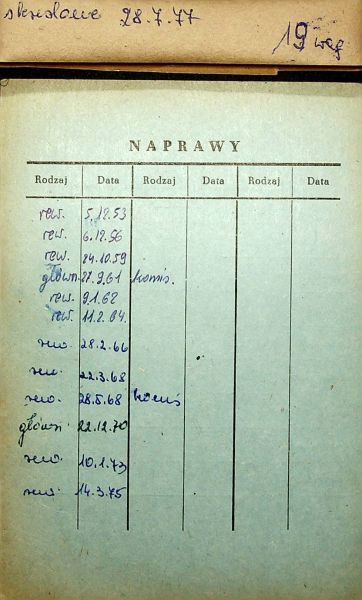 skreślono 28.7.77
19 wag
NAPRAWY
Rodzaj Data Rodzaj Data Rodzaj Data
rew. 5.12.53
rew. 6.12.56
rew. 24.10.59
główn. 27.9.61 komis.
rew. 9.1.62
rew. 11.2.64.
rew. 28.2.66
rew. 22.3.68
rew. 28.5.68 komis
główn. 22.12.70
rew. 10.1.73
rew. 14.3.75